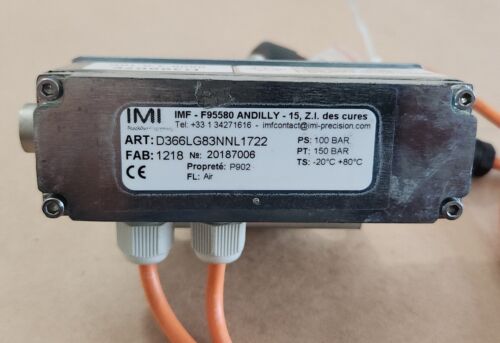 IMI
IMF - F95580 ANDILLY - 15, Z.I. des cures
Tel: +33 1 34271616 - imfcontact@imi-precision.com
ART: D366LG83NNL1722
PS: 100 BAR
FAB: 1218 №: 20187006
PT: 150 BAR
Propreté: P902
TS: -20°C +80°C
CE
FL: Air